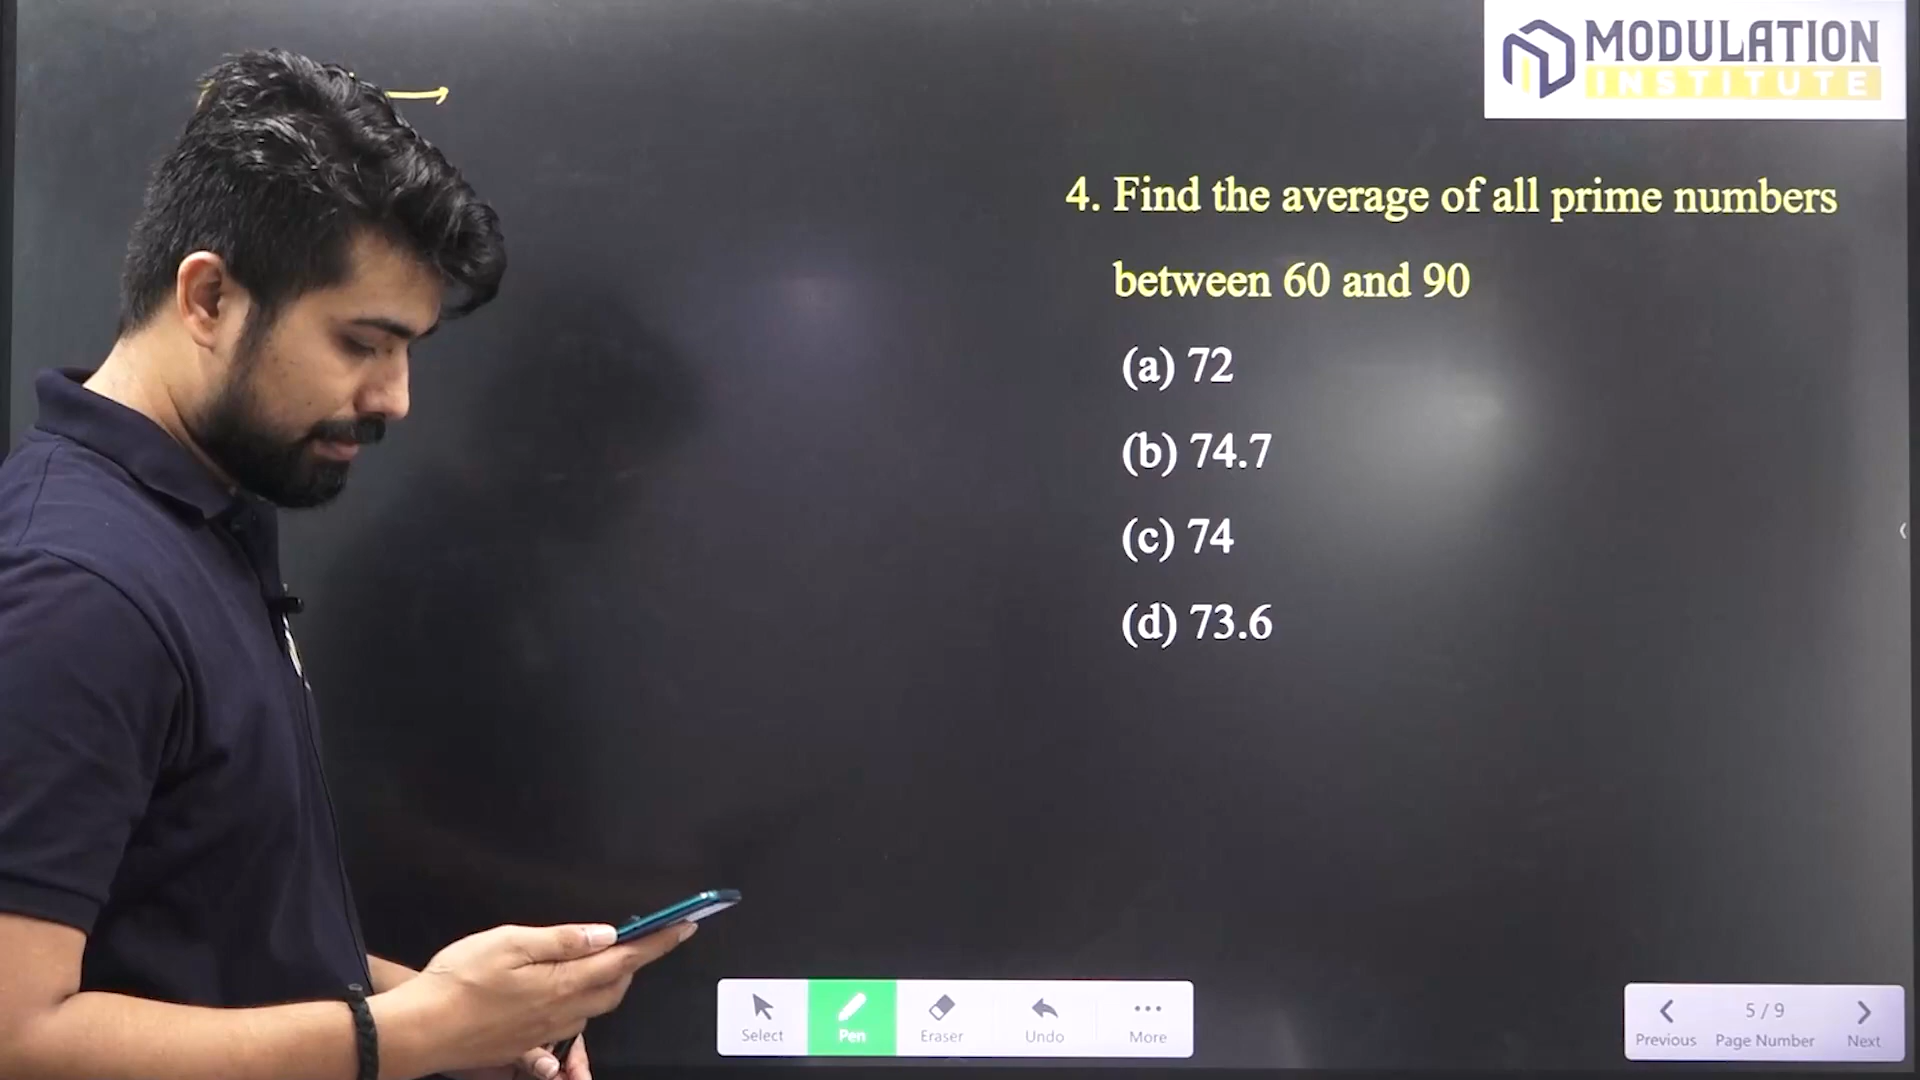 MODULATION
INSTITUTE
4. Find the average of all prime numbers
between 60 and 90
(a) 72
(b) 74.7
(c) 74
(d) 73.6
Select
Pen
Eraser
Undo
More
5 / 9
Previous
Page Number
Next